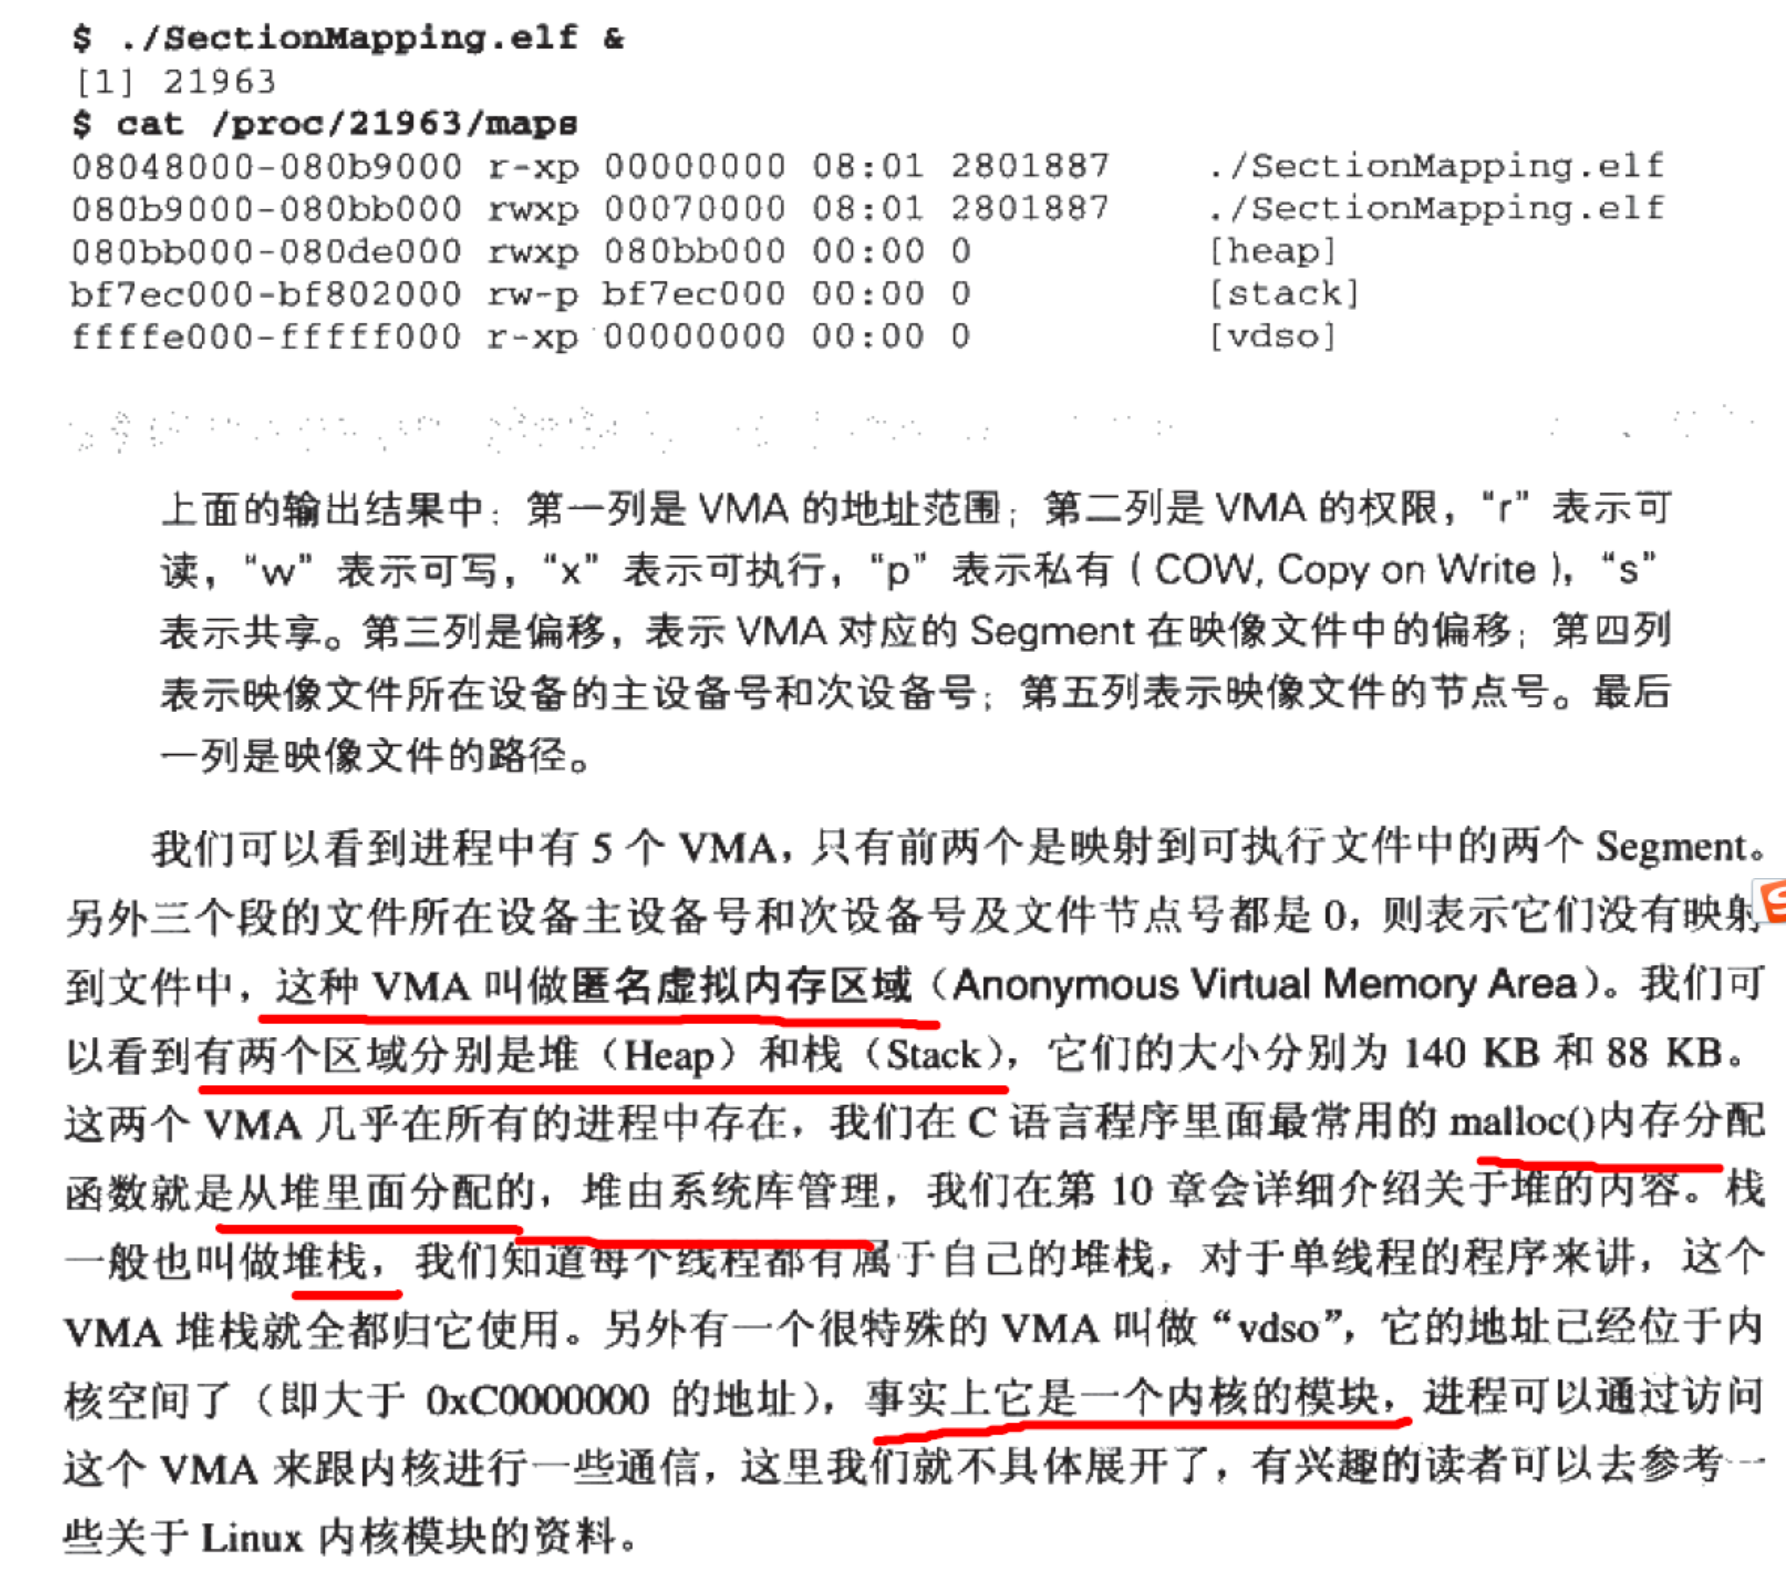 $ ./SectionMapping.elf &
[1] 21963
$ cat /proc/21963/maps
08048000-080b9000 r-xp 00000000 08:01 2801887 ./SectionMapping.elf
080b9000-080bb000 rwxp 00070000 08:01 2801887 ./SectionMapping.elf
080bb000-080de000 rwxp 080bb000 00:00 0 [heap]
bf7ec000-bf802000 rw-p bf7ec000 00:00 0 [stack]
ffffe000-fffff000 r-xp 00000000 00:00 0 [vdso]
上面的输出结果中：第一列是 VMA 的地址范围；第二列是 VMA 的权限，“r” 表示可
读，“w” 表示可写，“x” 表示可执行，“p” 表示私有（COW, Copy on Write），“s”
表示共享。第三列是偏移，表示 VMA 对应的 Segment 在映像文件中的偏移；第四列
表示映像文件所在设备的主设备号和次设备号；第五列表示映像文件的节点号。最后
一列是映像文件的路径。
我们可以看到进程中有 5 个 VMA，只有前两个是映射到可执行文件中的两个 Segment。
另外三个段的文件所在设备主设备号和次设备号及文件节点号都是 0，则表示它们没有映射
到文件中，这种 VMA 叫做匿名虚拟内存区域（Anonymous Virtual Memory Area）。我们可
以看到有两个区域分别是堆（Heap）和栈（Stack），它们的大小分别为 140 KB 和 88 KB。
这两个 VMA 几乎在所有的进程中存在，我们在 C 语言程序里面最常用的 malloc()内存分配
函数就是从堆里面分配的，堆由系统库管理，我们在第 10 章会详细介绍关于堆的内容。栈
一般也叫做堆栈，我们知道每个线程都有属于自己的堆栈，对于单线程的程序来讲，这个
VMA 堆栈就全都归它使用。另外有一个很特殊的 VMA 叫做“vdso”，它的地址已经位于内
核空间了（即大于 0xC0000000 的地址），事实上它是一个内核的模块，进程可以通过访问
这个 VMA 来跟内核进行一些通信，这里我们就不具体展开了，有兴趣的读者可以去参考一
些关于 Linux 内核模块的资料。